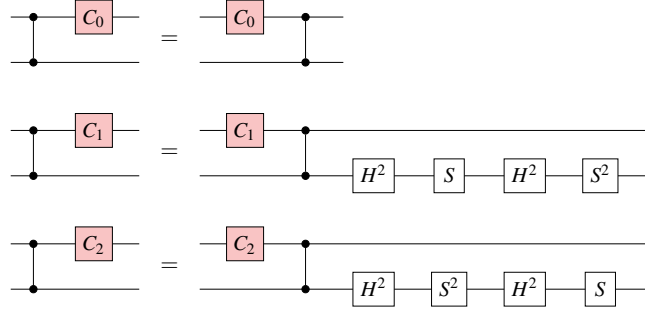 C₀ = C₀
C₁ = C₁ H² S H² S²
C₂ = C₂ H² S² H² S